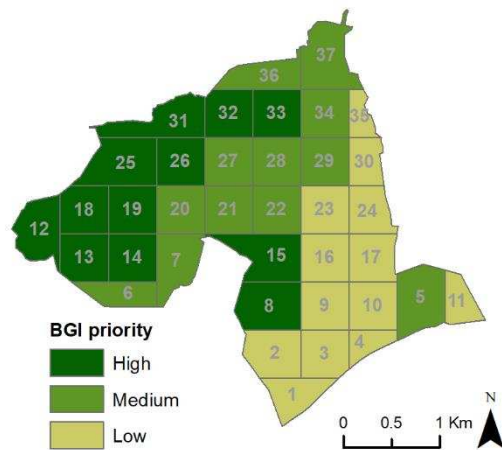 37
36
31 32 33 34 35
25 26 27 28 29 30
12 18 19 20 21 22 23 24
13 14 7 15 16 17
6 8 9 10 5 11
2 3 4
1
BGI priority
High
Medium
Low
N
0 0.5 1 Km